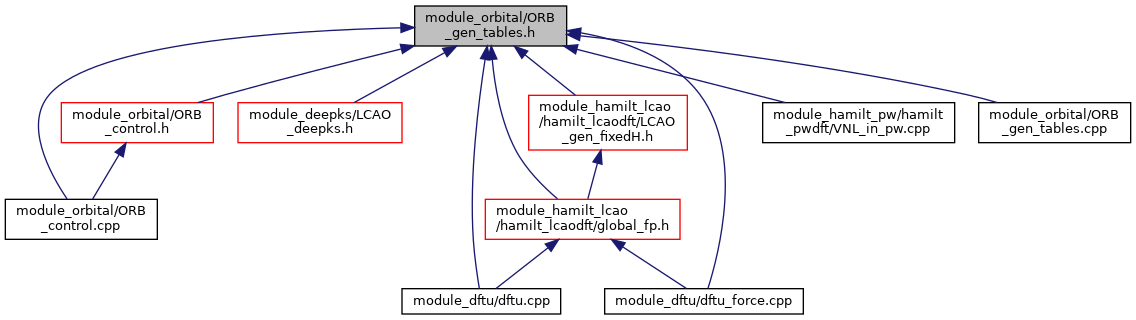 module_orbital/ORB
_gen_tables.h
module_orbital/ORB
_control.h
module_deepks/LCAO
_deepks.h
module_hamilt_lcao
/hamilt_lcaodft/LCAO
_gen_fixedH.h
module_hamilt_pw/hamilt
_pwdft/VNL_in_pw.cpp
module_orbital/ORB
_gen_tables.cpp
module_orbital/ORB
_control.cpp
module_hamilt_lcao
/hamilt_lcaodft/global_fp.h
module_dftu/dftu.cpp
module_dftu/dftu_force.cpp